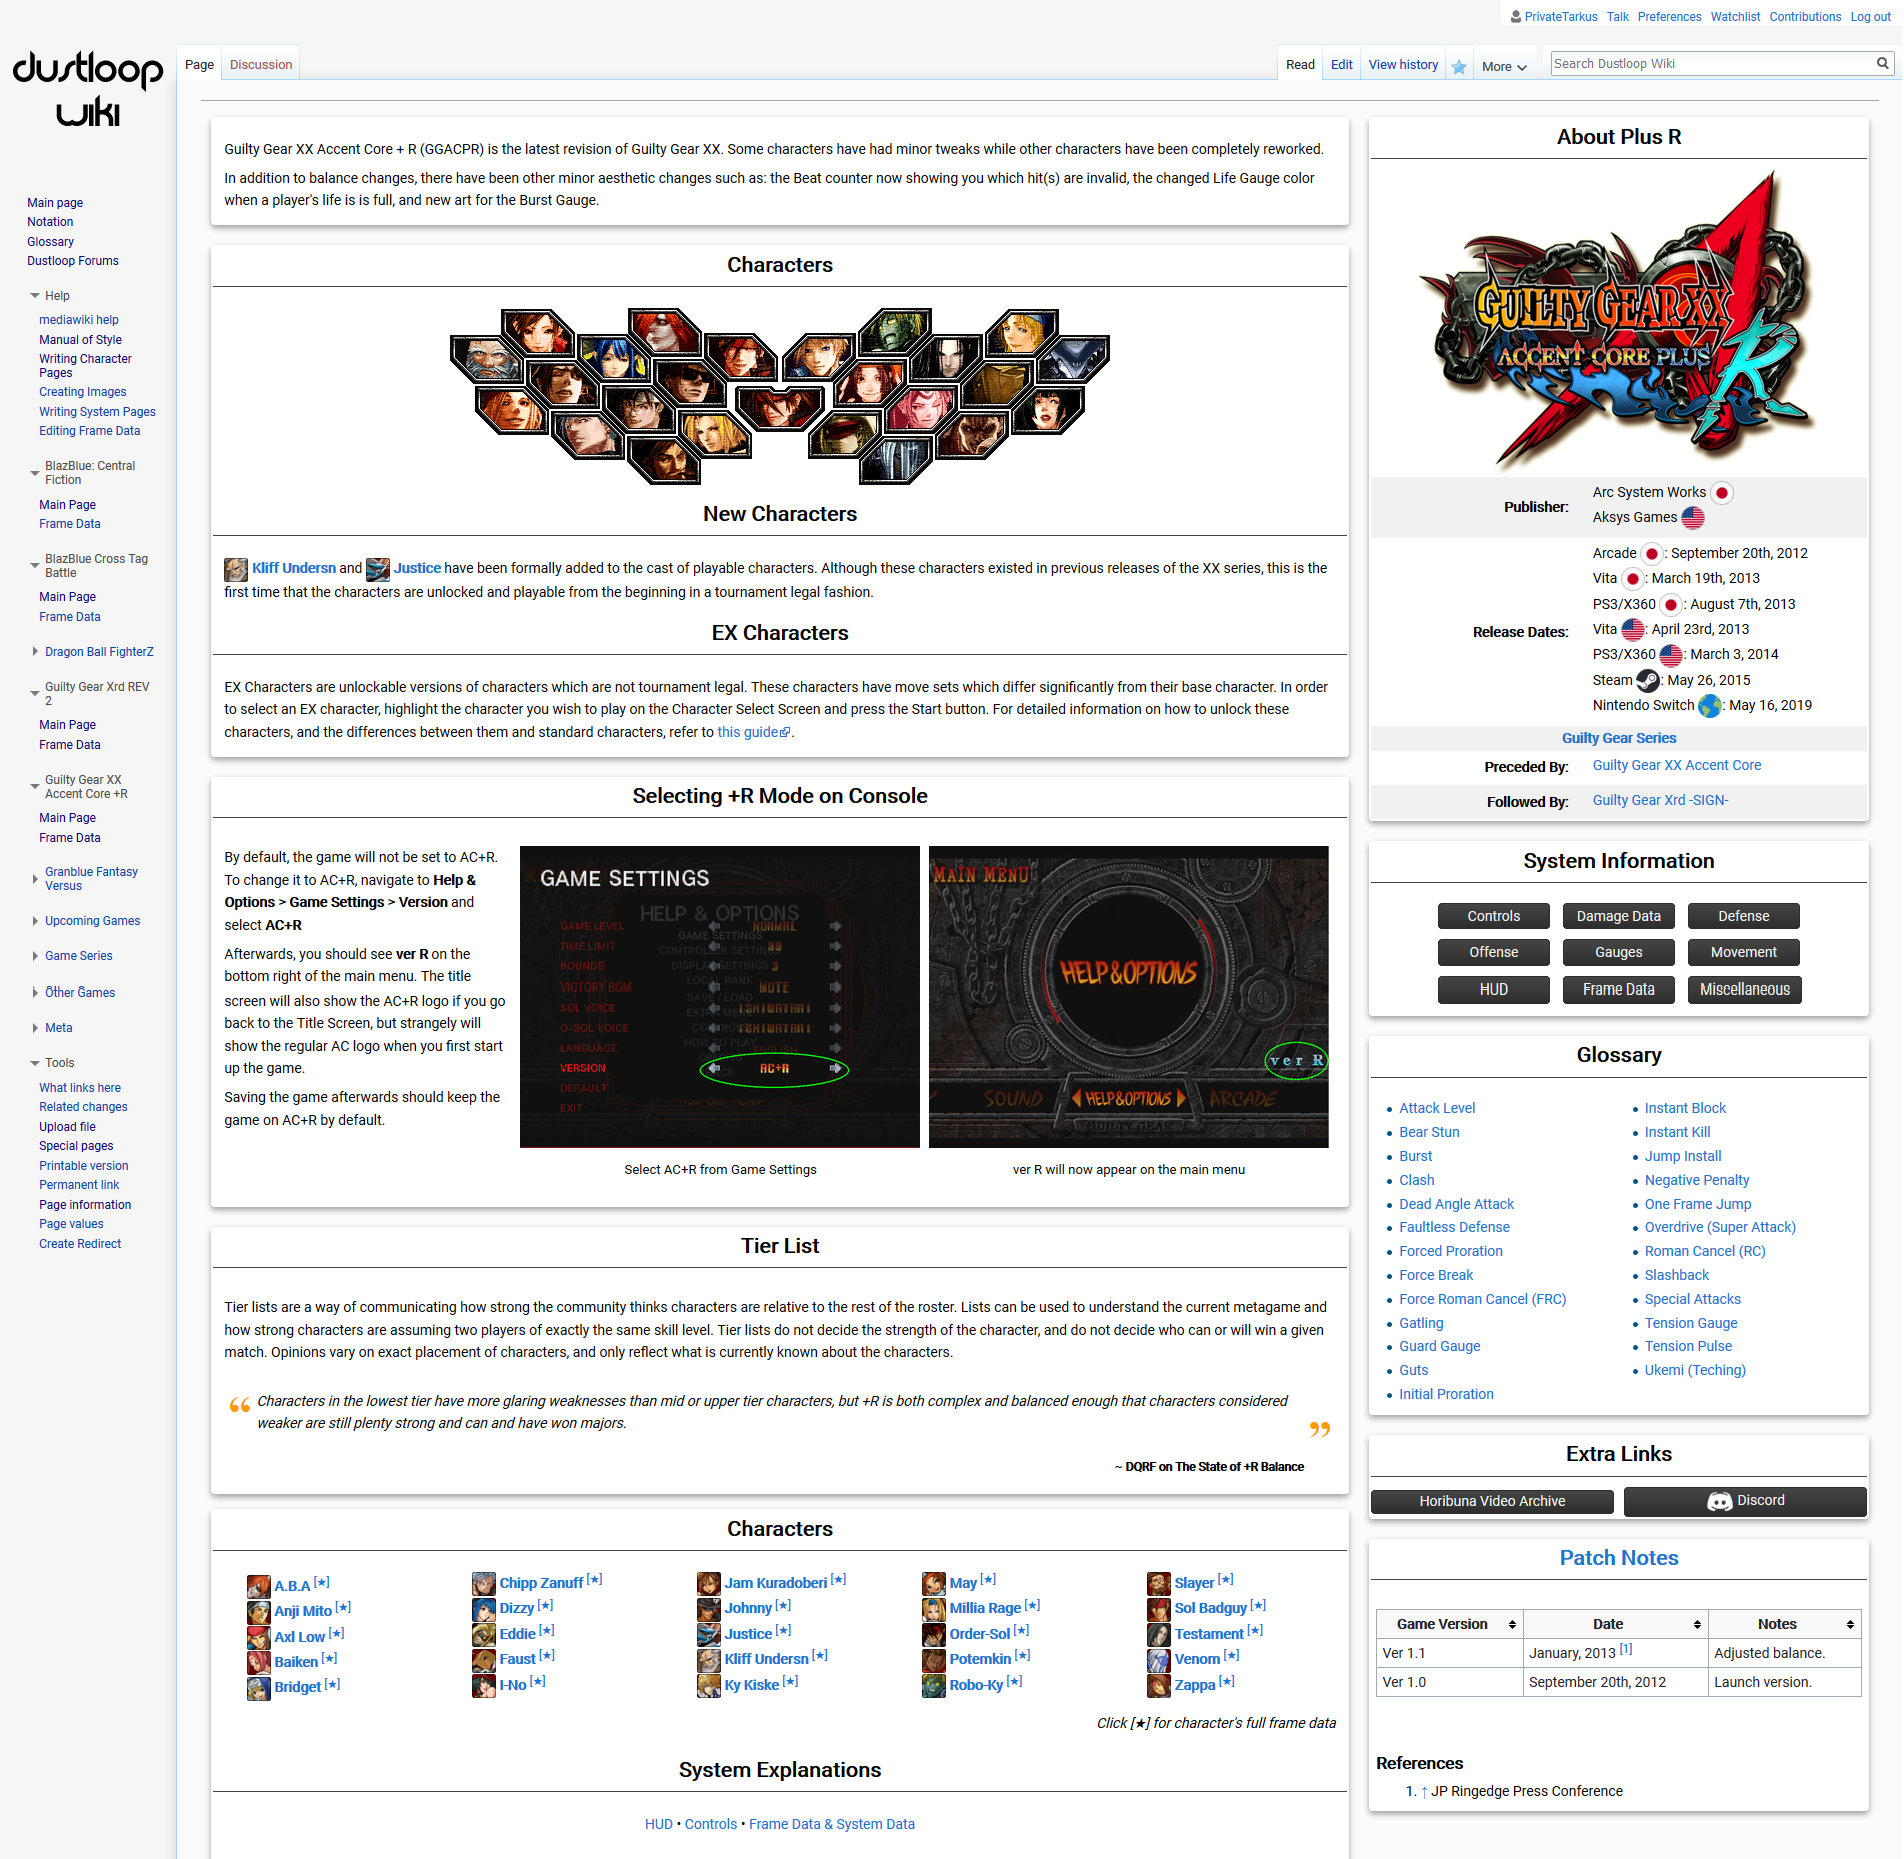 PrivateTarkus Talk Preferences Watchlist Contributions Log out
dustloop
wiki
Page Discussion
Read Edit View history More
Search Dustloop Wiki
Main page
Notation
Glossary
Dustloop Forums
Help
mediawiki help
Manual of Style
Writing Character
Pages
Creating Images
Writing System Pages
Editing Frame Data
BlazBlue: Central
Fiction
Main Page
Frame Data
BlazBlue Cross Tag
Battle
Main Page
Frame Data
Dragon Ball FighterZ
Guilty Gear Xrd REV
2
Main Page
Frame Data
Guilty Gear XX
Accent Core +R
Main Page
Frame Data
Granblue Fantasy
Versus
Upcoming Games
Game Series
Other Games
Meta
Tools
What links here
Related changes
Upload file
Special pages
Printable version
Permanent link
Page information
Page values
Create Redirect
Guilty Gear XX Accent Core + R (GGACPR) is the latest revision of Guilty Gear XX. Some characters have had minor tweaks while other characters have been completely reworked.
In addition to balance changes, there have been other minor aesthetic changes such as: the Beat counter now showing you which hit(s) are invalid, the changed Life Gauge color
when a player's life is is full, and new art for the Burst Gauge.
Characters
New Characters
Kliff Undersn and Justice have been formally added to the cast of playable characters. Although these characters existed in previous releases of the XX series, this is the
first time that the characters are unlocked and playable from the beginning in a tournament legal fashion.
EX Characters
EX Characters are unlockable versions of characters which are not tournament legal. These characters have move sets which differ significantly from their base character. In order
to select an EX character, highlight the character you wish to play on the Character Select Screen and press the Start button. For detailed information on how to unlock these
characters, and the differences between them and standard characters, refer to this guide.
Selecting +R Mode on Console
By default, the game will not be set to AC+R.
To change it to AC+R, navigate to Help &
Options > Game Settings > Version and
select AC+R
Afterwards, you should see ver R on the
bottom right of the main menu. The title
screen will also show the AC+R logo if you go
back to the Title Screen, but strangely will
show the regular AC logo when you first start
up the game.
Saving the game afterwards should keep the
game on AC+R by default.
GAME SETTINGS
HELP & OPTIONS
GAME LEVEL NORMAL
GAME SETTINGS
TIME LIMIT 99
CONTROLLER SETTINGS
ROUNDS 3
DISPLAY SETTINGS
LOCAL RANK
VICTORY BGM MUTE
SAVE / LOAD
SOL VOICE ISHIWATARI
EXTRA MENU
O-SOL VOICE ISHIWATARI
CONTROLS
HOW TO PLAY
LANGUAGE ENGLISH
VERSION AC+R
DEFAULT
EXIT
Select AC+R from Game Settings
MAIN MENU
HELP&OPTIONS
ver R
SOUND HELP&OPTIONS ARCADE
GUILTY GEAR
ver R will now appear on the main menu
Tier List
Tier lists are a way of communicating how strong the community thinks characters are relative to the rest of the roster. Lists can be used to understand the current metagame and
how strong characters are assuming two players of exactly the same skill level. Tier lists do not decide the strength of the character, and do not decide who can or will win a given
match. Opinions vary on exact placement of characters, and only reflect what is currently known about the characters.
“ Characters in the lowest tier have more glaring weaknesses than mid or upper tier characters, but +R is both complex and balanced enough that characters considered
weaker are still plenty strong and can and have won majors. ”
~ DQRF on The State of +R Balance
Characters
A.B.A [★]
Anji Mito [★]
Axl Low [★]
Baiken [★]
Bridget [★]
Chipp Zanuff [★]
Dizzy [★]
Eddie [★]
Faust [★]
I-No [★]
Jam Kuradoberi [★]
Johnny [★]
Justice [★]
Kliff Undersn [★]
Ky Kiske [★]
May [★]
Millia Rage [★]
Order-Sol [★]
Potemkin [★]
Robo-Ky [★]
Slayer [★]
Sol Badguy [★]
Testament [★]
Venom [★]
Zappa [★]
Click [★] for character's full frame data
System Explanations
HUD • Controls • Frame Data & System Data
About Plus R
GUILTY GEAR XX
ACCENT CORE PLUS R
Publisher:
Arc System Works
Aksys Games
Release Dates:
Arcade : September 20th, 2012
Vita : March 19th, 2013
PS3/X360 : August 7th, 2013
Vita : April 23rd, 2013
PS3/X360 : March 3, 2014
Steam : May 26, 2015
Nintendo Switch : May 16, 2019
Guilty Gear Series
Preceded By: Guilty Gear XX Accent Core
Followed By: Guilty Gear Xrd -SIGN-
System Information
Controls Damage Data Defense
Offense Gauges Movement
HUD Frame Data Miscellaneous
Glossary
Attack Level
Bear Stun
Burst
Clash
Dead Angle Attack
Faultless Defense
Forced Proration
Force Break
Force Roman Cancel (FRC)
Gatling
Guard Gauge
Guts
Initial Proration
Instant Block
Instant Kill
Jump Install
Negative Penalty
One Frame Jump
Overdrive (Super Attack)
Roman Cancel (RC)
Slashback
Special Attacks
Tension Gauge
Tension Pulse
Ukemi (Teching)
Extra Links
Horibuna Video Archive Discord
Patch Notes
Game Version Date Notes
Ver 1.1 January, 2013 [1] Adjusted balance.
Ver 1.0 September 20th, 2012 Launch version.
References
1. ↑ JP Ringedge Press Conference